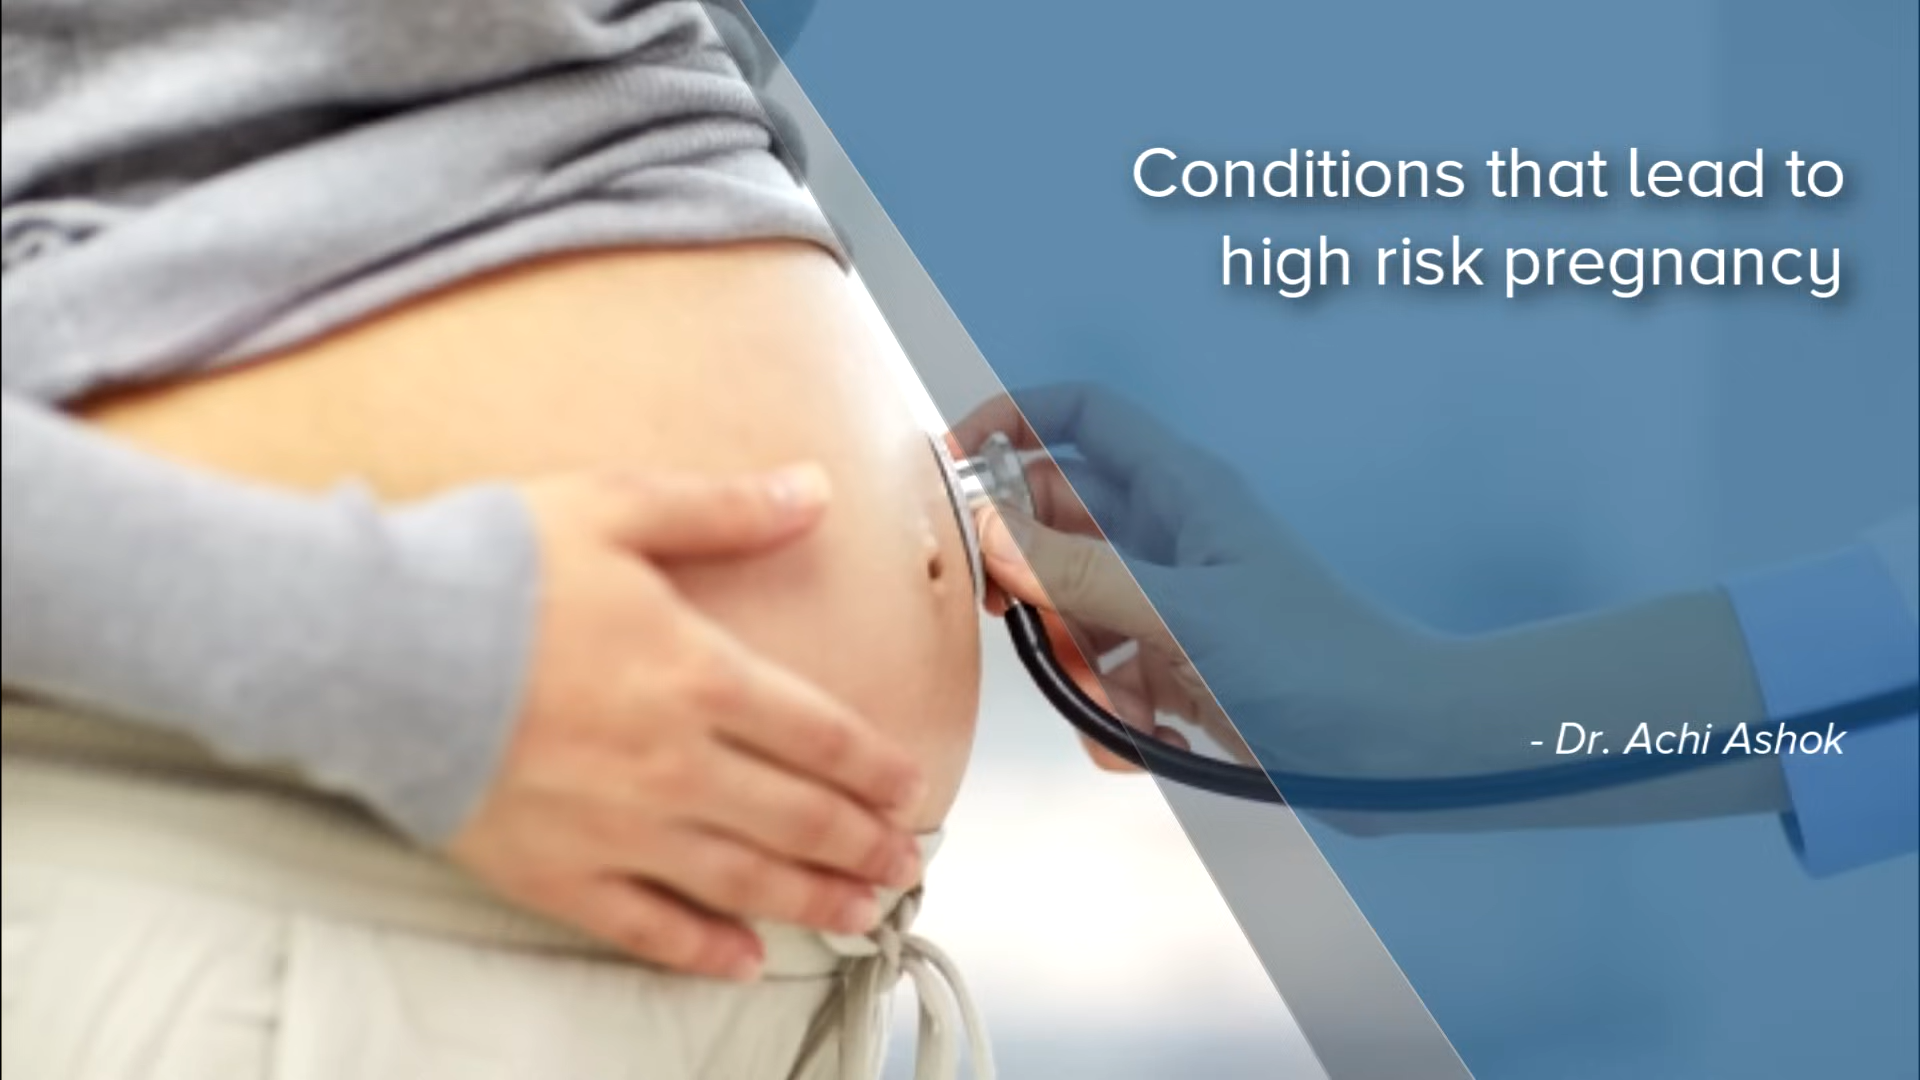 Conditions that lead to
high risk pregnancy
- Dr. Achi Ashok